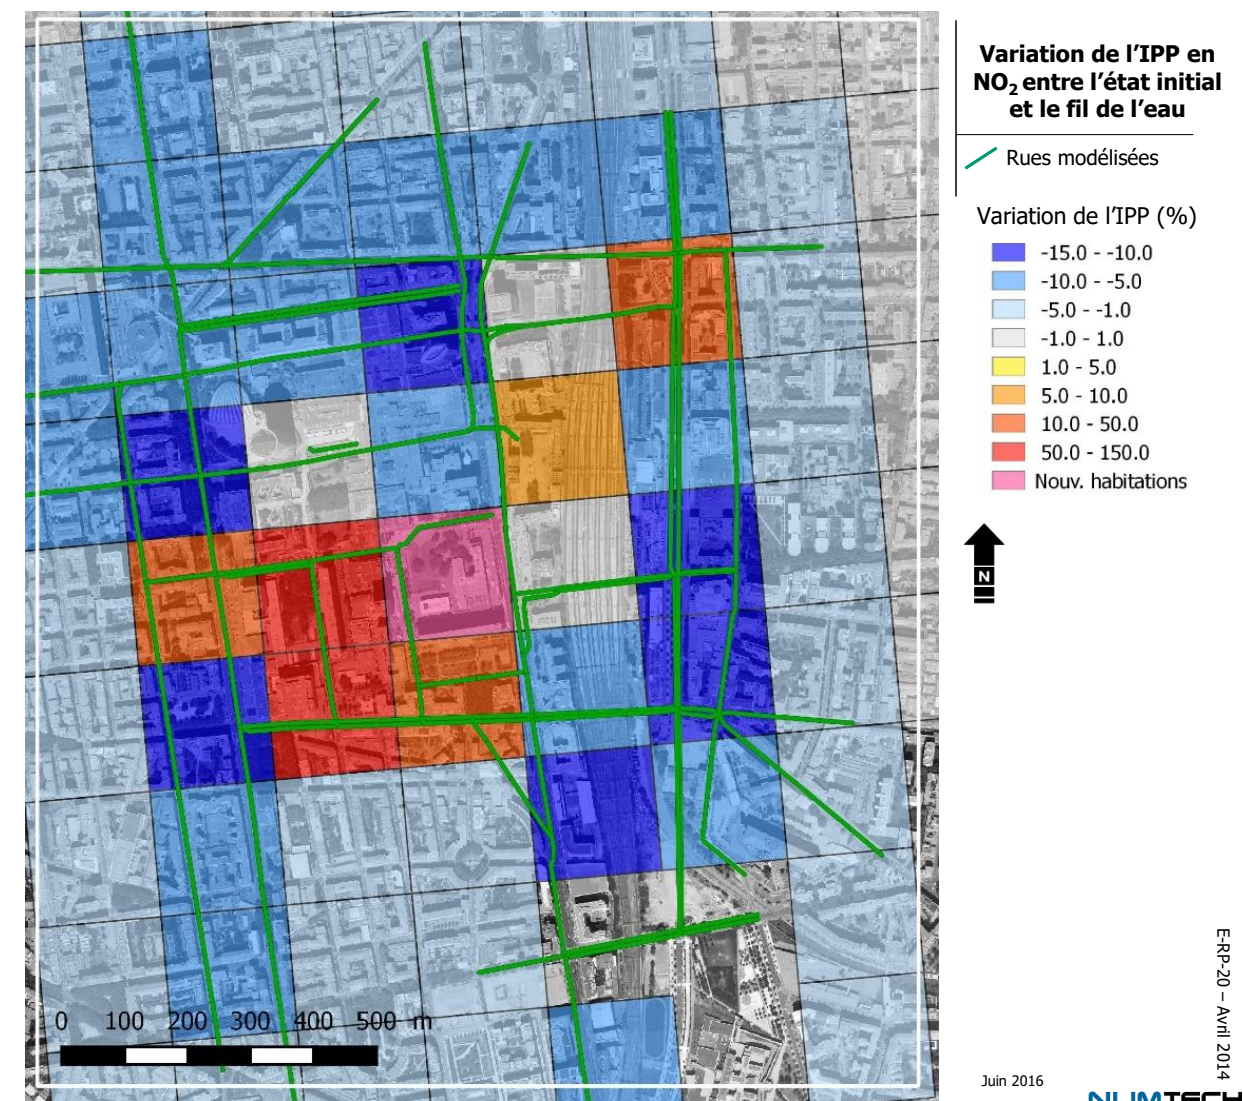 Variation de l’IPP en
NO₂ entre l’état initial
et le fil de l’eau
Rues modélisées
Variation de l’IPP (%)
-15.0 - -10.0
-10.0 - -5.0
-5.0 - -1.0
-1.0 - 1.0
1.0 - 5.0
5.0 - 10.0
10.0 - 50.0
50.0 - 150.0
Nouv. habitations
N
E-RP-20 – Avril 2014
0 100 200 300 400 500 m
Juin 2016
NUMTECH